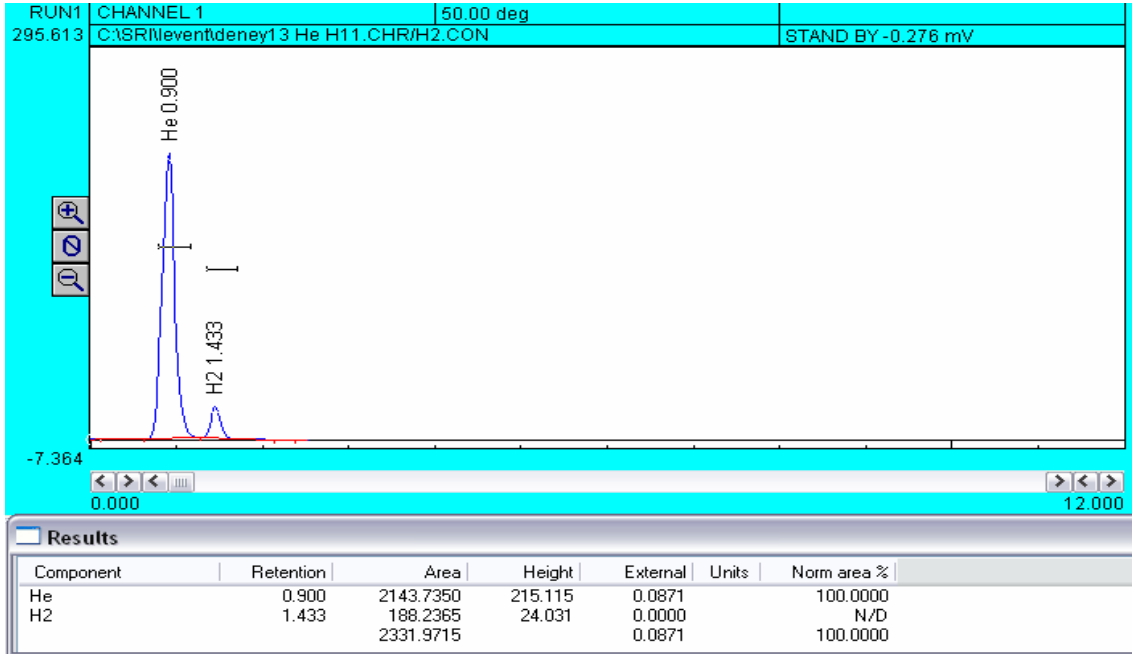 RUN1 CHANNEL 1 50.00 deg
295.613 C:\SRI\levent\deney13 He H11.CHR/H2.CON STAND BY -0.276 mV
He 0.900
H2 1.433
-7.364
0.000 12.000
Results
Component Retention Area Height External Units Norm area %
He 0.900 2143.7350 215.115 0.0871 100.0000
H2 1.433 188.2365 24.031 0.0000 N/D
2331.9715 0.0871 100.0000